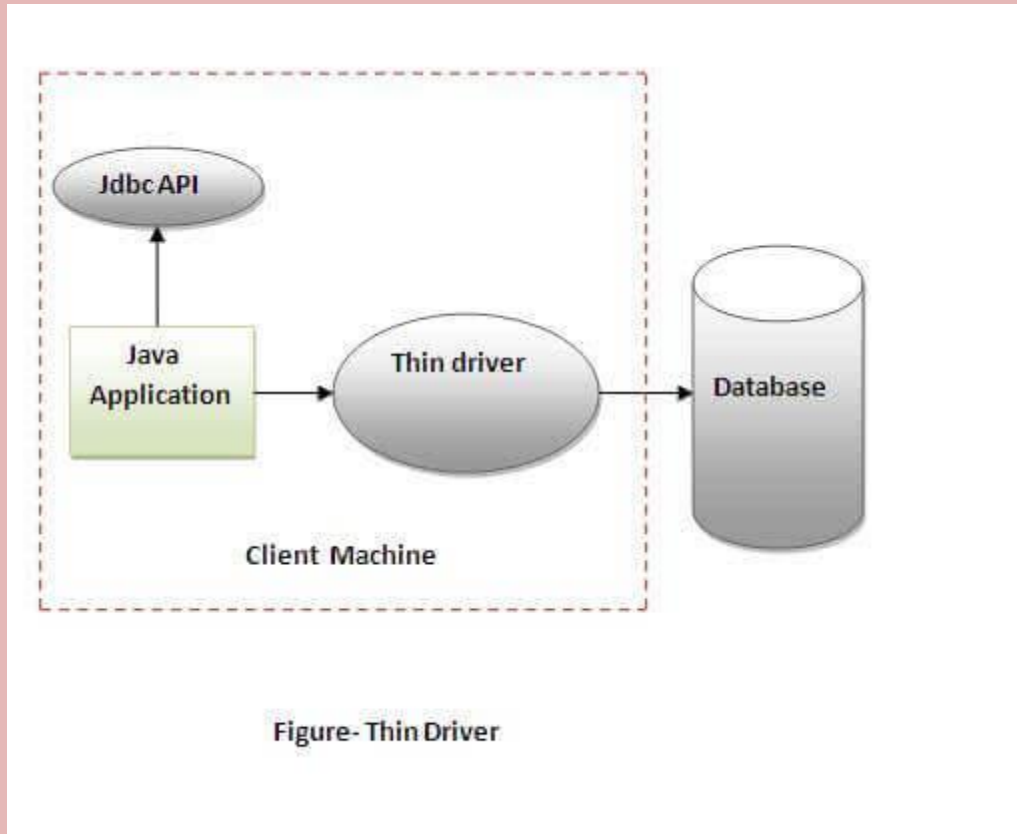 Jdbc API
Java
Application
Thin driver
Database
Client Machine
Figure- Thin Driver